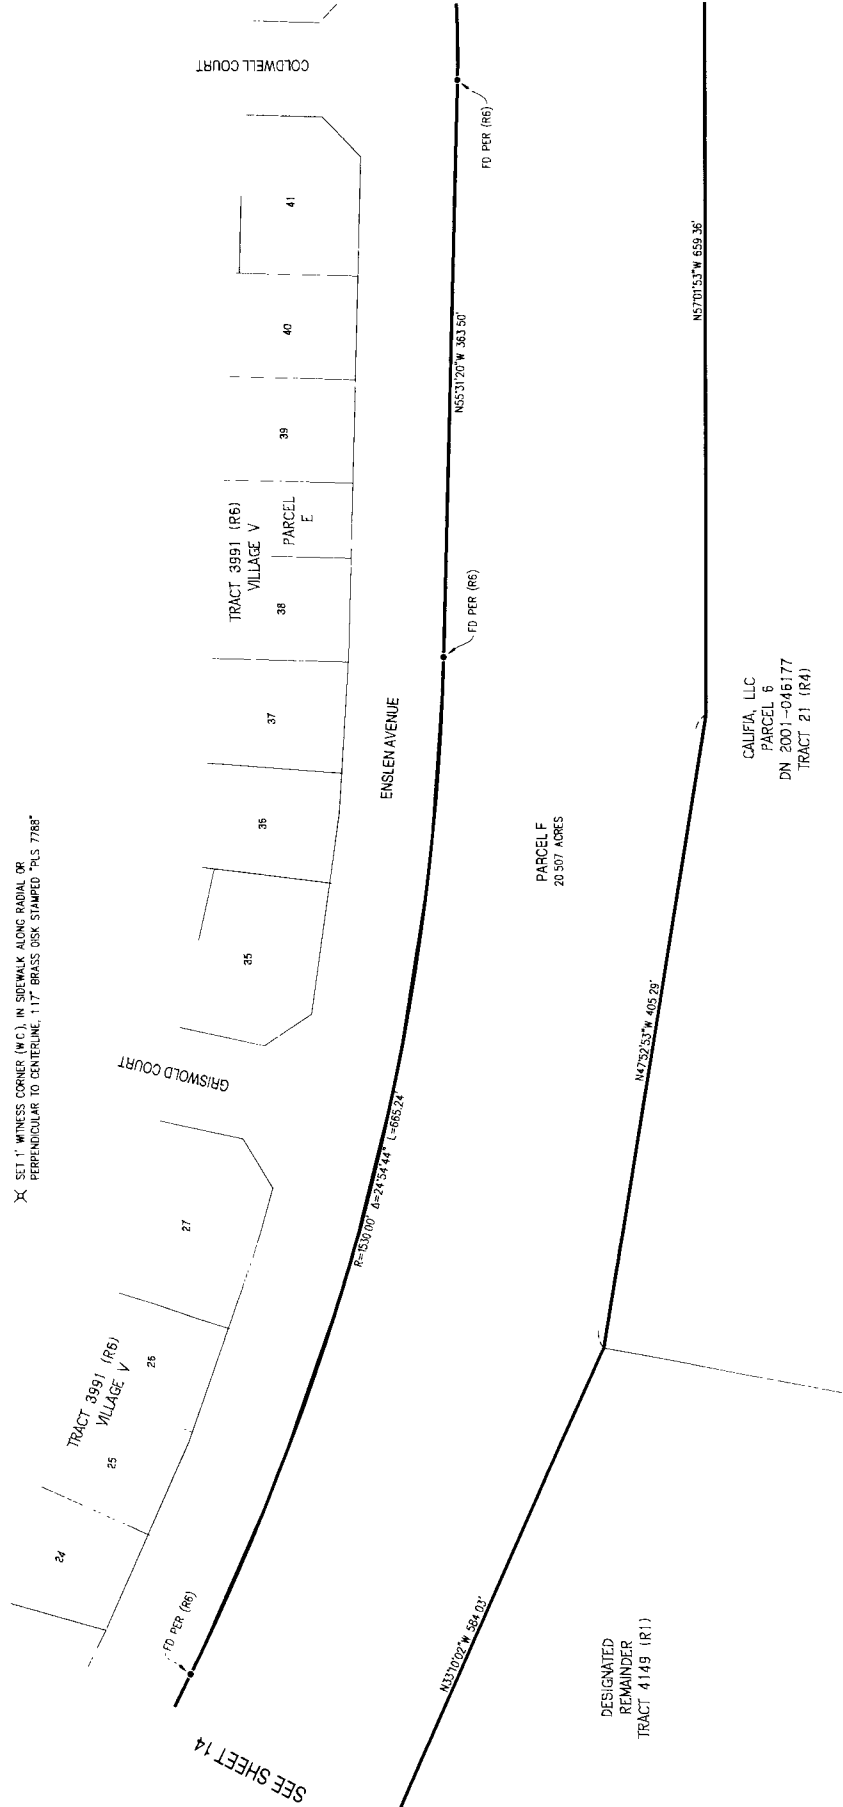 COLDWELL COURT
FD PER (R6)
41
N57°01'53"W 659.36'
40
N55°31'20"W 363.50'
39
TRACT 3991 (R6)
VILLAGE V
PARCEL
E
38
FD PER (R6)
37
ENSLEN AVENUE
CALIFIA, LLC
PARCEL 6
DN 2001-046177
TRACT 21 (R4)
36
PARCEL F
20.507 ACRES
35
SET 1' WITNESS CORNER (W.C.), IN SIDEWALK ALONG RADIAL OR
PERPENDICULAR TO CENTERLINE, 1.17" BRASS DISK STAMPED "PLS 7788"
GRISWOLD COURT
N47°52'53"W 405.29'
R=1530.00' Δ=24°54'44" L=665.24'
27
TRACT 3991 (R6)
VILLAGE V
26
25
24
FD PER (R6)
N33°10'02"W 584.03'
DESIGNATED
REMAINDER
TRACT 4149 (R1)
SEE SHEET 14